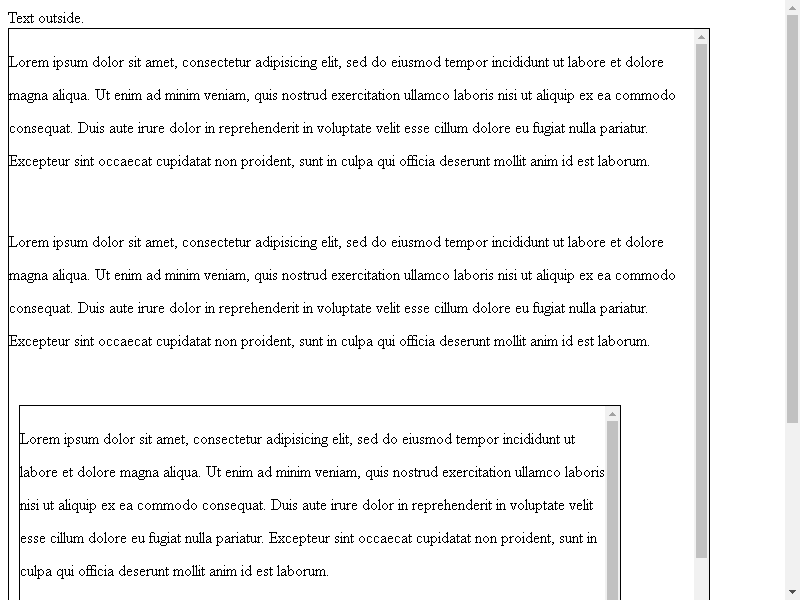 Text outside.
Lorem ipsum dolor sit amet, consectetur adipisicing elit, sed do eiusmod tempor incididunt ut labore et dolore
magna aliqua. Ut enim ad minim veniam, quis nostrud exercitation ullamco laboris nisi ut aliquip ex ea commodo
consequat. Duis aute irure dolor in reprehenderit in voluptate velit esse cillum dolore eu fugiat nulla pariatur.
Excepteur sint occaecat cupidatat non proident, sunt in culpa qui officia deserunt mollit anim id est laborum.
Lorem ipsum dolor sit amet, consectetur adipisicing elit, sed do eiusmod tempor incididunt ut labore et dolore
magna aliqua. Ut enim ad minim veniam, quis nostrud exercitation ullamco laboris nisi ut aliquip ex ea commodo
consequat. Duis aute irure dolor in reprehenderit in voluptate velit esse cillum dolore eu fugiat nulla pariatur.
Excepteur sint occaecat cupidatat non proident, sunt in culpa qui officia deserunt mollit anim id est laborum.
Lorem ipsum dolor sit amet, consectetur adipisicing elit, sed do eiusmod tempor incididunt ut
labore et dolore magna aliqua. Ut enim ad minim veniam, quis nostrud exercitation ullamco laboris
nisi ut aliquip ex ea commodo consequat. Duis aute irure dolor in reprehenderit in voluptate velit
esse cillum dolore eu fugiat nulla pariatur. Excepteur sint occaecat cupidatat non proident, sunt in
culpa qui officia deserunt mollit anim id est laborum.